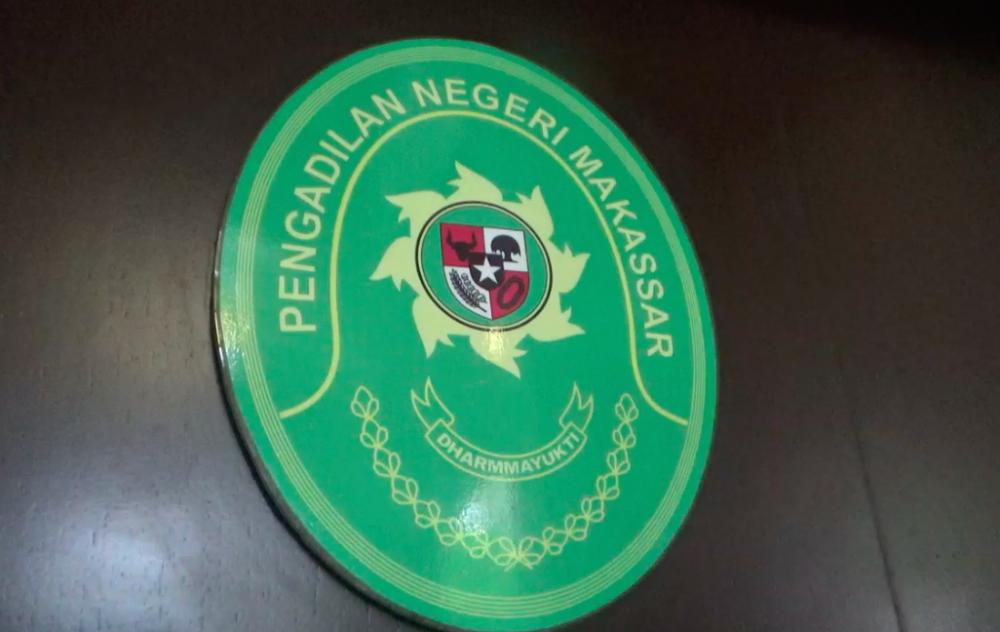 PENGADILAN NEGERI MAKASSAR
DHARMMAYUKTI